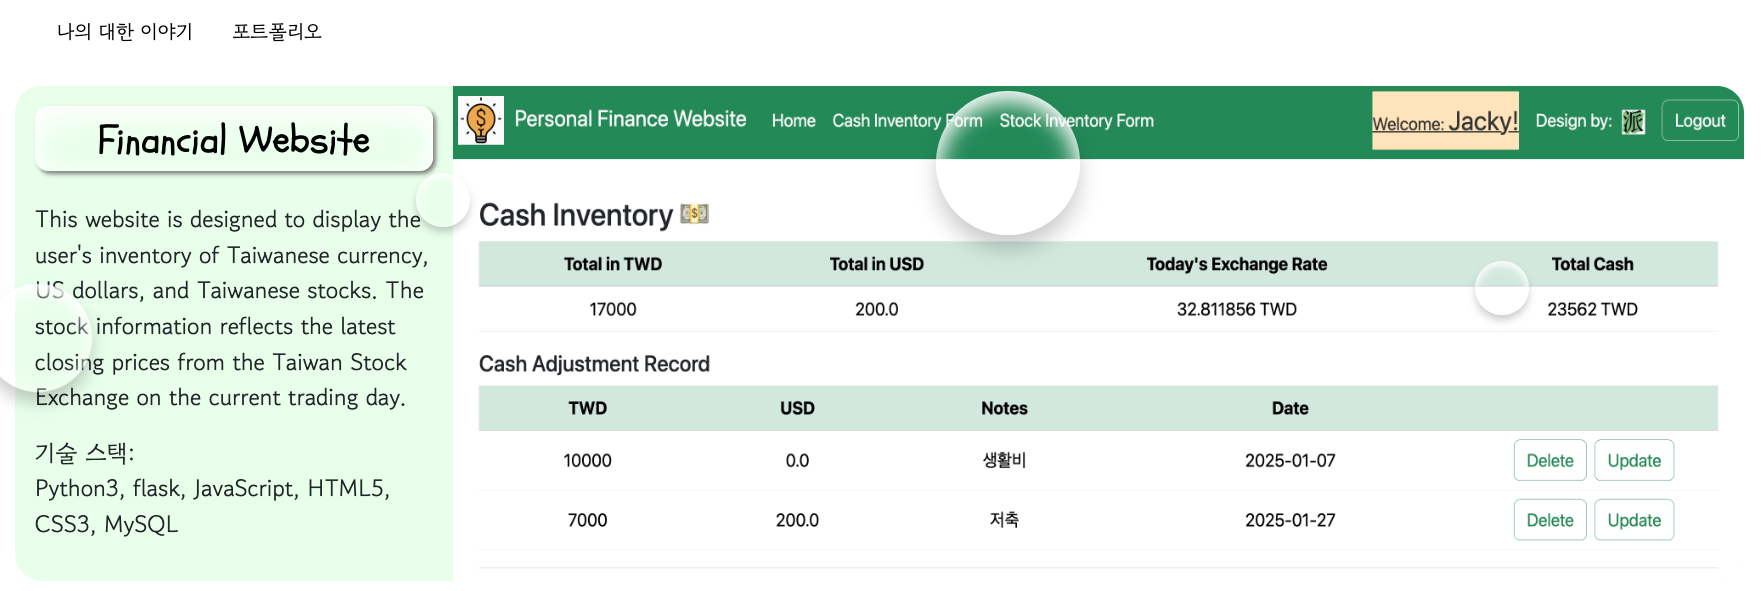 나의 대한 이야기 포트폴리오
Financial Website
This website is designed to display the
user's inventory of Taiwanese currency,
US dollars, and Taiwanese stocks. The
stock information reflects the latest
closing prices from the Taiwan Stock
Exchange on the current trading day.
기술 스택:
Python3, flask, JavaScript, HTML5,
CSS3, MySQL
Personal Finance Website Home Cash Inventory Form Stock Inventory Form Welcome: Jacky! Design by: 派 Logout
Cash Inventory
Total in TWD Total in USD Today's Exchange Rate Total Cash
17000 200.0 32.811856 TWD 23562 TWD
Cash Adjustment Record
TWD USD Notes Date
10000 0.0 생활비 2025-01-07 Delete Update
7000 200.0 저축 2025-01-27 Delete Update